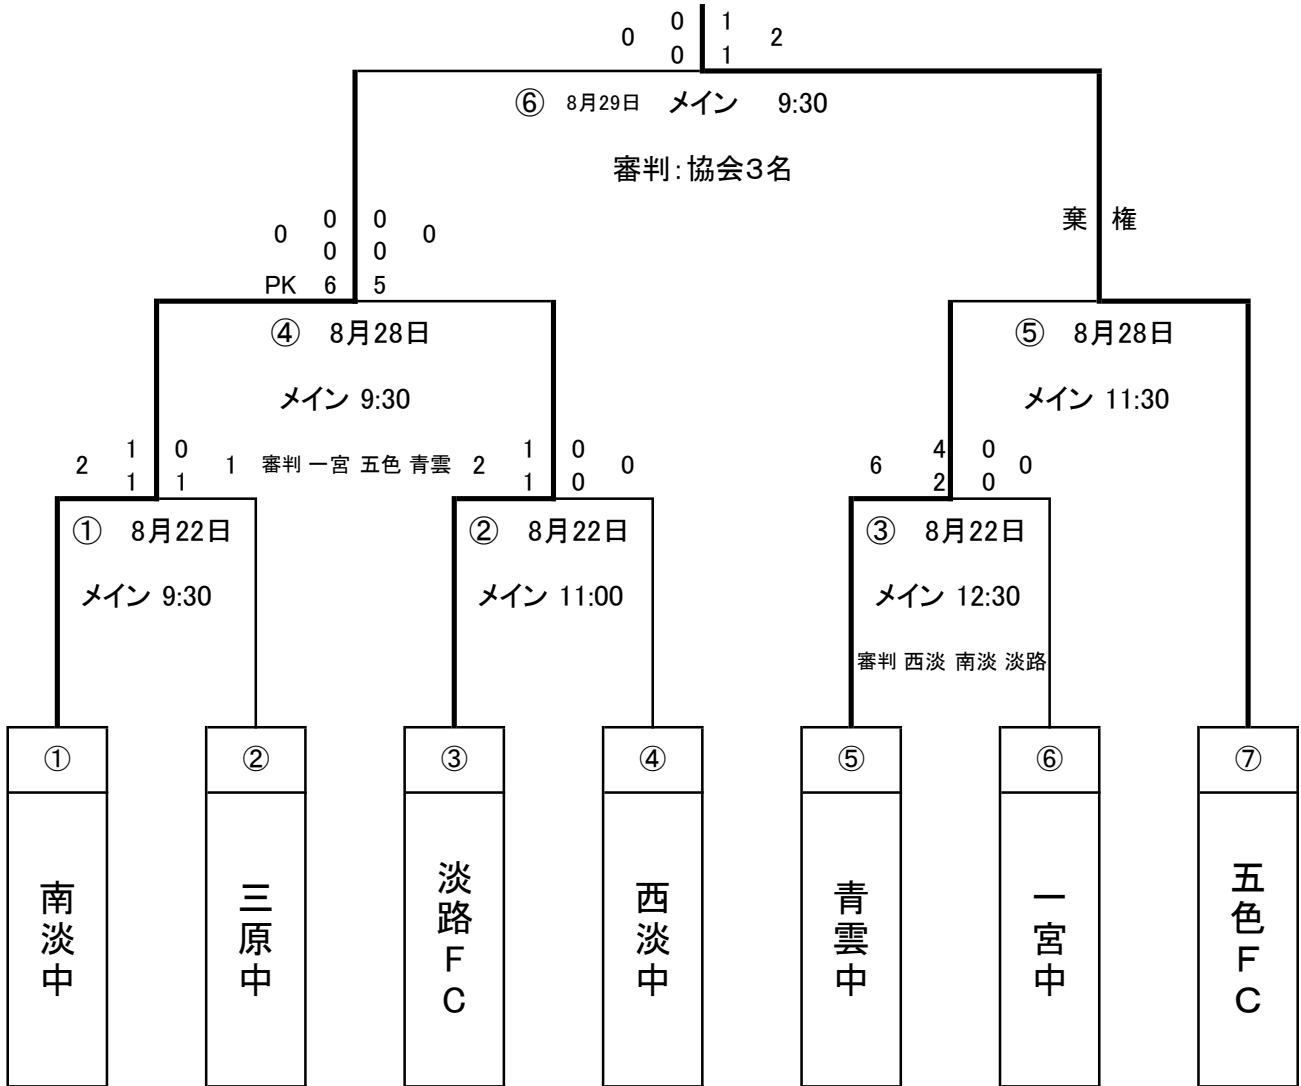 0 1
0 2
0 1
⑥ 8月29日 メイン 9:30
審判:協会3名
棄 権
0 0
0 0
0 0
PK 6 5
④ 8月28日
⑤ 8月28日
メイン 9:30
メイン 11:30
1 0
2 1
1 1
審判 一宮 五色 青雲
1 0
2 0
1 0
4 0
6 0
2 0
① 8月22日
② 8月22日
③ 8月22日
メイン 9:30
メイン 11:00
メイン 12:30
審判 西淡 南淡 淡路
① ② ③ ④ ⑤ ⑥ ⑦
南淡中
三原中
淡路FC
西淡中
青雲中
一宮中
五色FC